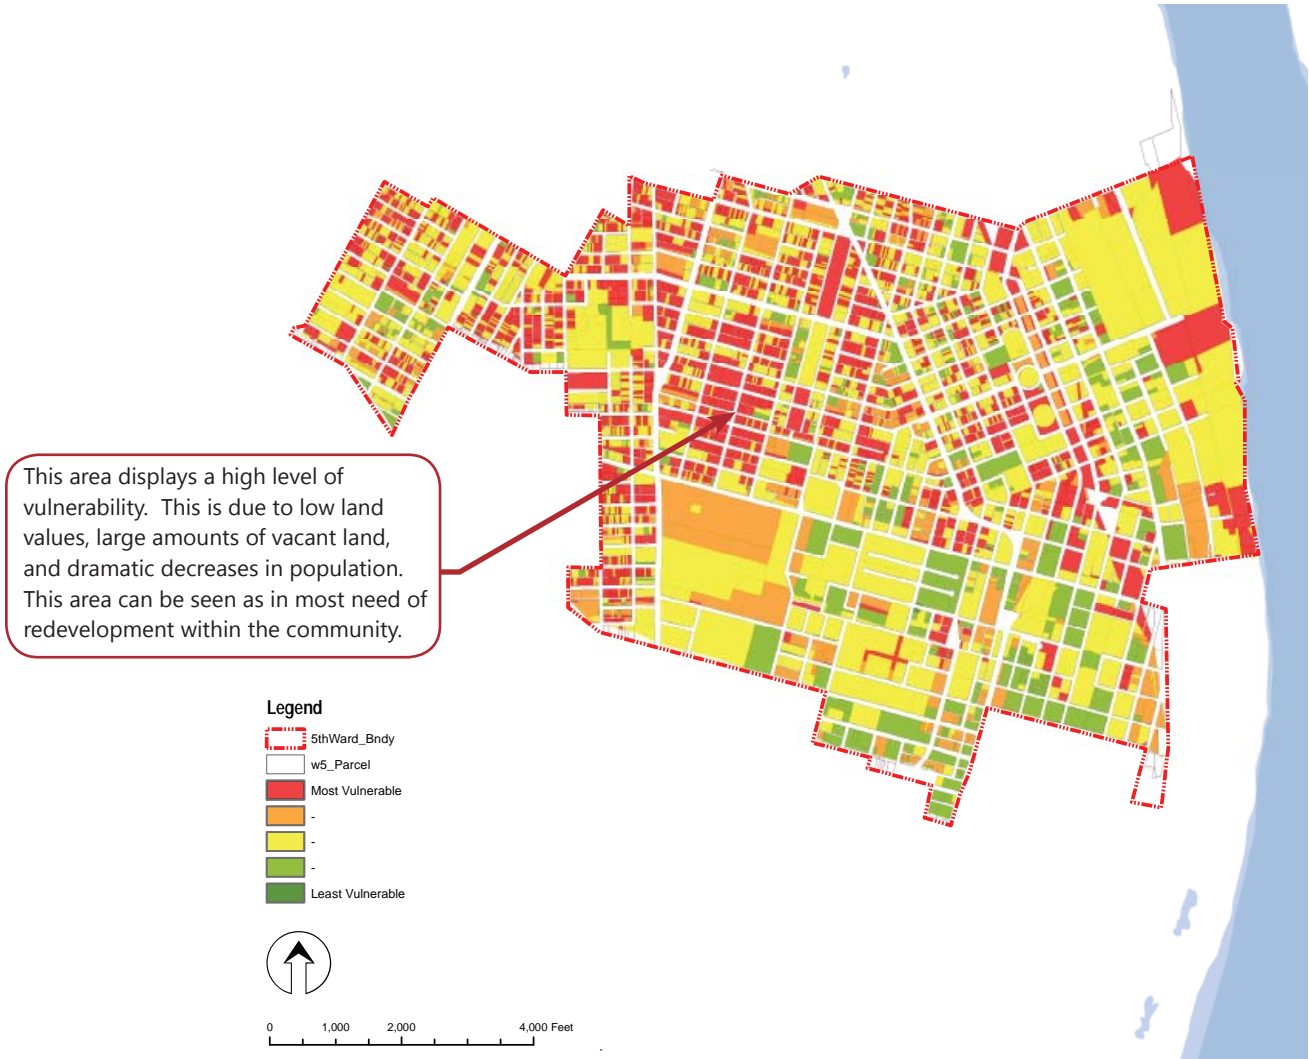 This area displays a high level of
vulnerability.  This is due to low land
values, large amounts of vacant land,
and dramatic decreases in population.
This area can be seen as in most need of
redevelopment within the community.
Legend
5thWard_Bndy
w5_Parcel
Most Vulnerable
-
-
-
Least Vulnerable
0 1,000 2,000 4,000 Feet